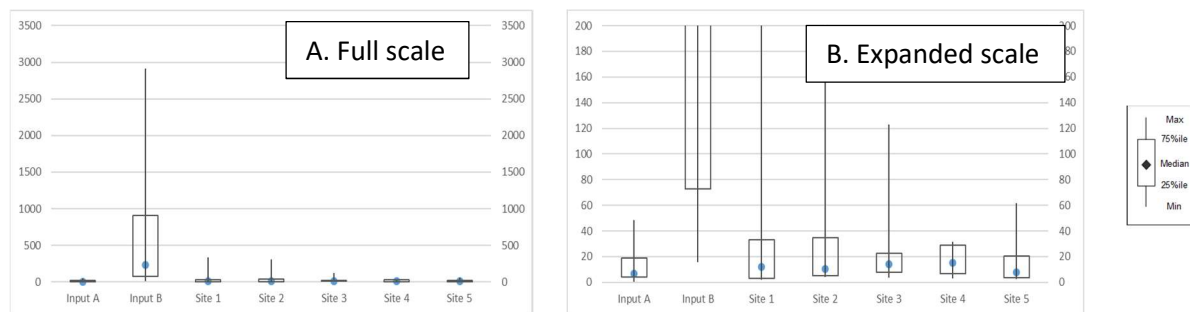 A. Full scale
3500 3500
3000 3000
2500 2500
2000 2000
1500 1500
1000 1000
500 500
0 0
Input A Input B Site 1 Site 2 Site 3 Site 4 Site 5
B. Expanded scale
200 200
180
160
140 140
120 120
100 100
80 80
60 60
40 40
20 20
0 0
Input A Input B Site 1 Site 2 Site 3 Site 4 Site 5
Max
75%ile
Median
25%ile
Min